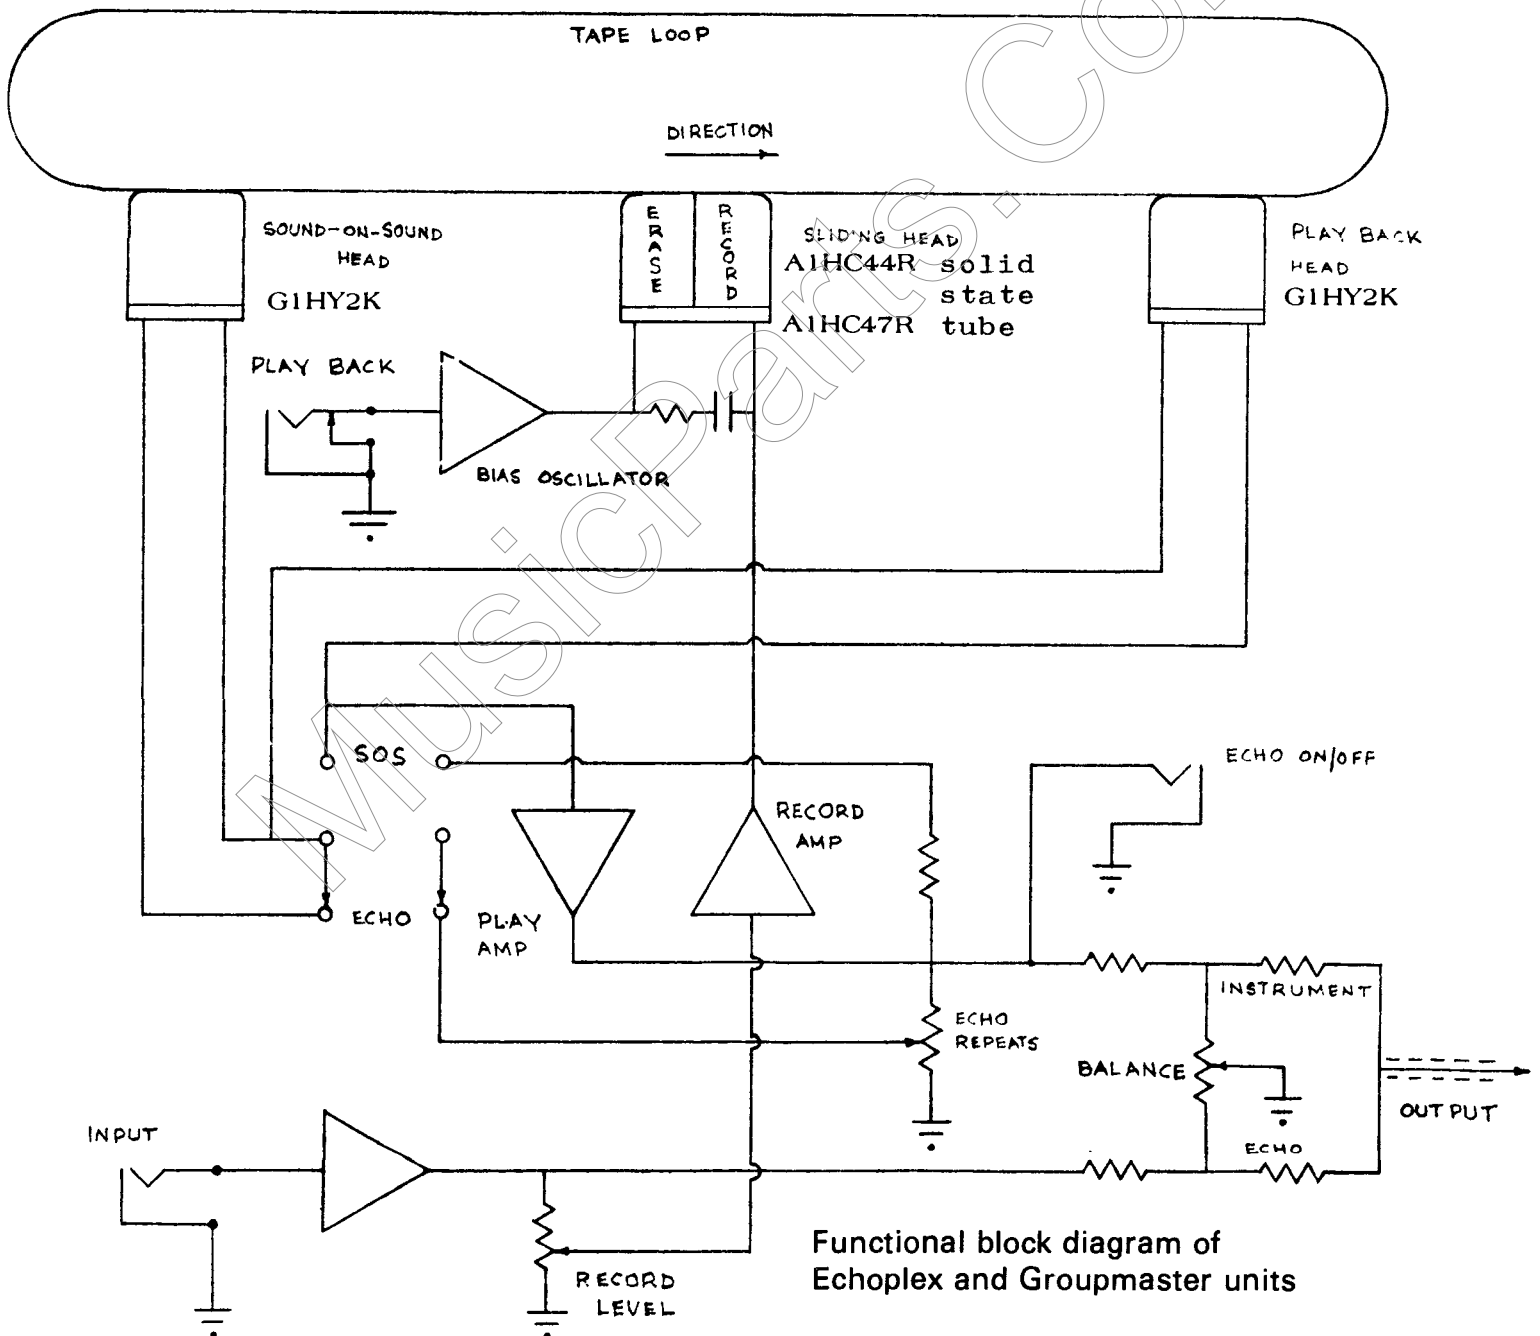 TAPE LOOP
DIRECTION
SOUND-ON-SOUND
HEAD
G1HY2K
ERASE
RECORD
SLIDING HEAD
A1HC44R solid
state
A1HC47R tube
PLAY BACK
HEAD
G1HY2K
PLAY BACK
BIAS OSCILLATOR
SOS
ECHO
PLAY
AMP
RECORD
AMP
ECHO ON/OFF
INSTRUMENT
ECHO
REPEATS
BALANCE
OUTPUT
ECHO
INPUT
RECORD
LEVEL
Functional block diagram of
Echoplex and Groupmaster units